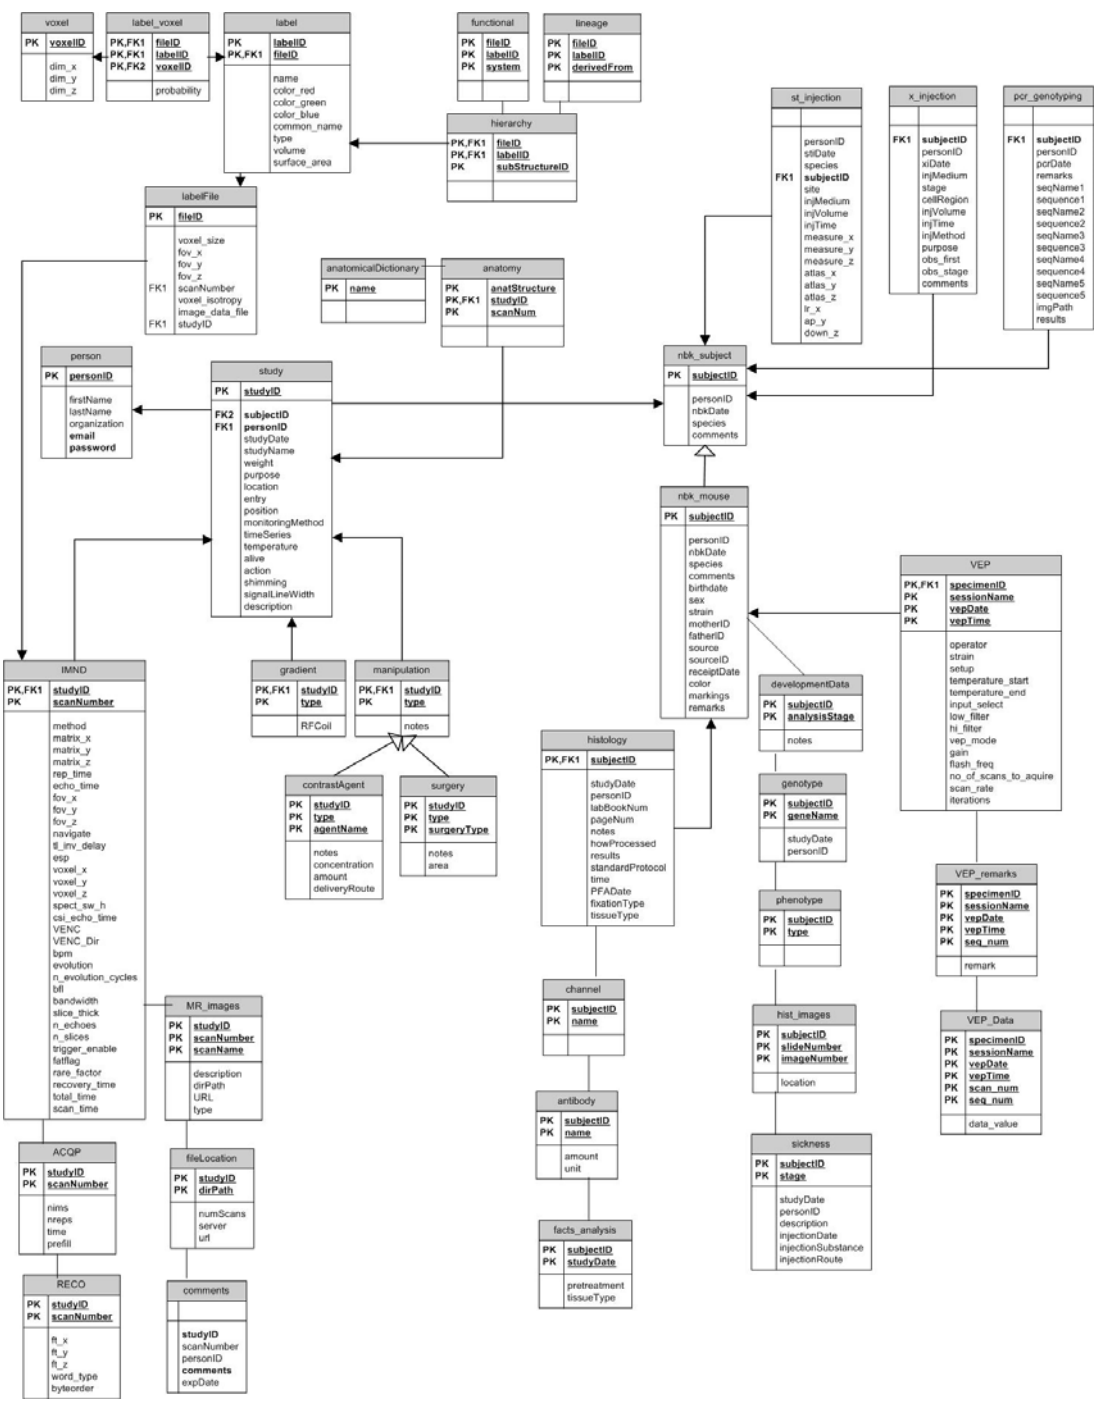 voxel
PK voxelID
dim_x
dim_y
dim_z
label_voxel
PK,FK1 fileID
PK,FK1 labelID
PK,FK2 voxelID
probability
label
PK labelID
PK,FK1 fileID
name
color_red
color_green
color_blue
common_name
type
volume
surface_area
functional
PK fileID
PK labelID
PK system
lineage
PK fileID
PK labelID
PK derivedFrom
hierarchy
PK,FK1 fileID
PK,FK1 labelID
PK subStructureID
st_injection
personID
stiDate
species
FK1 subjectID
site
injMedium
injVolume
injTime
measure_x
measure_y
measure_z
atlas_x
atlas_y
atlas_z
lr_x
ap_y
down_z
x_injection
FK1 subjectID
personID
xiDate
injMedium
stage
cellRegion
injVolume
injTime
injMethod
purpose
obs_first
obs_stage
comments
pcr_genotyping
FK1 subjectID
personID
pcrDate
remarks
seqName1
sequence1
seqName2
sequence2
seqName3
sequence3
seqName4
sequence4
seqName5
sequence5
imgPath
results
labelFile
PK fileID
voxel_size
fov_x
fov_y
fov_z
FK1 scanNumber
voxel_isotropy
image_data_file
FK1 studyID
anatomicalDictionary
PK name
anatomy
PK anatStructure
PK,FK1 studyID
PK scanNum
person
PK personID
firstName
lastName
organization
email
password
study
PK studyID
FK2 subjectID
FK1 personID
studyDate
studyName
weight
purpose
location
entry
position
monitoringMethod
timeSeries
temperature
alive
action
shimming
signalLineWidth
description
nbk_subject
PK subjectID
personID
nbkDate
species
comments
nbk_mouse
PK subjectID
personID
nbkDate
species
comments
birthdate
sex
strain
motherID
fatherID
source
sourceID
receiptDate
color
markings
remarks
VEP
PK,FK1 specimenID
PK sessionName
PK vepDate
PK vepTime
operator
strain
setup
temperature_start
temperature_end
input_select
low_filter
hi_filter
vep_mode
gain
flash_freq
no_of_scans_to_aquire
scan_rate
iterations
IMND
PK,FK1 studyID
PK scanNumber
method
matrix_x
matrix_y
matrix_z
rep_time
echo_time
fov_x
fov_y
fov_z
navigate
tl_inv_delay
esp
voxel_x
voxel_y
voxel_z
spect_sw_h
csi_echo_time
VENC
VENC_Dir
bpm
evolution
n_evolution_cycles
bfl
bandwidth
slice_thick
n_echoes
n_slices
trigger_enable
fatflag
rare_factor
recovery_time
total_time
scan_time
gradient
PK,FK1 studyID
PK type
RFCoil
manipulation
PK,FK1 studyID
PK type
notes
contrastAgent
PK studyID
PK type
PK agentName
notes
concentration
amount
deliveryRoute
surgery
PK studyID
PK type
PK surgeryType
notes
area
histology
PK,FK1 subjectID
studyDate
personID
labBookNum
pageNum
notes
howProcessed
results
standardProtocol
time
PFADate
fixationType
tissueType
developmentData
PK subjectID
PK analysisStage
notes
genotype
PK subjectID
PK geneName
studyDate
personID
phenotype
PK subjectID
PK type
VEP_remarks
PK specimenID
PK sessionName
PK vepDate
PK vepTime
PK seq_num
remark
MR_images
PK studyID
PK scanNumber
PK scanName
description
dirPath
URL
type
channel
PK subjectID
PK name
hist_images
PK subjectID
PK slideNumber
PK imageNumber
location
VEP_Data
PK specimenID
PK sessionName
PK vepDate
PK vepTime
PK scan_num
PK seq_num
data_value
ACQP
PK studyID
PK scanNumber
nims
nreps
time
prefill
fileLocation
PK studyID
PK dirPath
numScans
server
url
antibody
PK subjectID
PK name
amount
unit
sickness
PK subjectID
PK stage
studyDate
personID
description
injectionDate
injectionSubstance
injectionRoute
RECO
PK studyID
PK scanNumber
ft_x
ft_y
ft_z
word_type
byteorder
comments
studyID
scanNumber
personID
comments
expDate
facts_analysis
PK subjectID
PK studyDate
pretreatment
tissueType